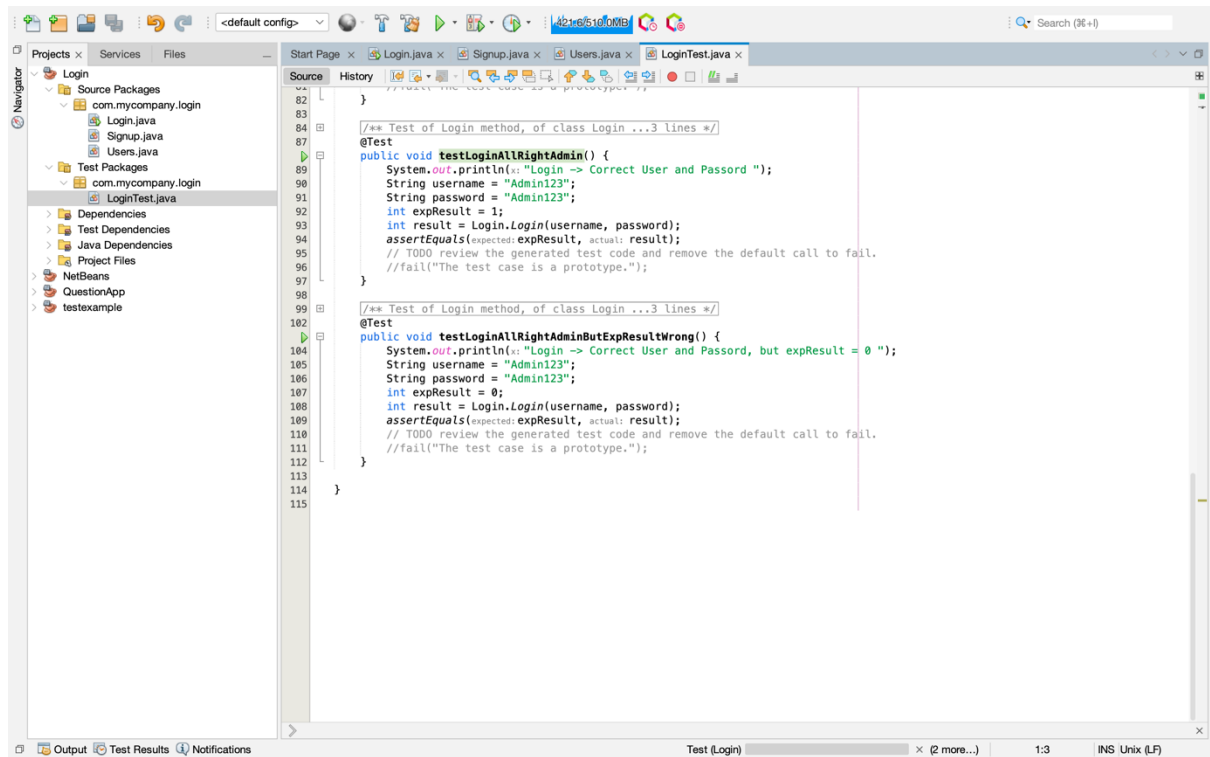 <default config>
421.6/510.0MB
Search (⌘+I)
Projects ×
Services
Files
Start Page ×
Login.java ×
Signup.java ×
Users.java ×
LoginTest.java ×
Navigator
Source
History
Login
Source Packages
com.mycompany.login
Login.java
Signup.java
Users.java
Test Packages
com.mycompany.login
LoginTest.java
Dependencies
Test Dependencies
Java Dependencies
Project Files
NetBeans
QuestionApp
testexample
81 //fail("The test case is a prototype.");
82 }
83
84 /** Test of Login method, of class Login ...3 lines */
87 @Test
public void testLoginAllRightAdmin() {
89 System.out.println(x: "Login -> Correct User and Passord ");
90 String username = "Admin123";
91 String password = "Admin123";
92 int expResult = 1;
93 int result = Login.Login(username, password);
94 assertEquals(expected: expResult, actual: result);
95 // TODO review the generated test code and remove the default call to fail.
96 //fail("The test case is a prototype.");
97 }
98
99 /** Test of Login method, of class Login ...3 lines */
102 @Test
public void testLoginAllRightAdminButExpResultWrong() {
104 System.out.println(x: "Login -> Correct User and Passord, but expResult = 0 ");
105 String username = "Admin123";
106 String password = "Admin123";
107 int expResult = 0;
108 int result = Login.Login(username, password);
109 assertEquals(expected: expResult, actual: result);
110 // TODO review the generated test code and remove the default call to fail.
111 //fail("The test case is a prototype.");
112 }
113
114 }
115
Output
Test Results
Notifications
Test (Login)
× (2 more...)
1:3
INS Unix (LF)